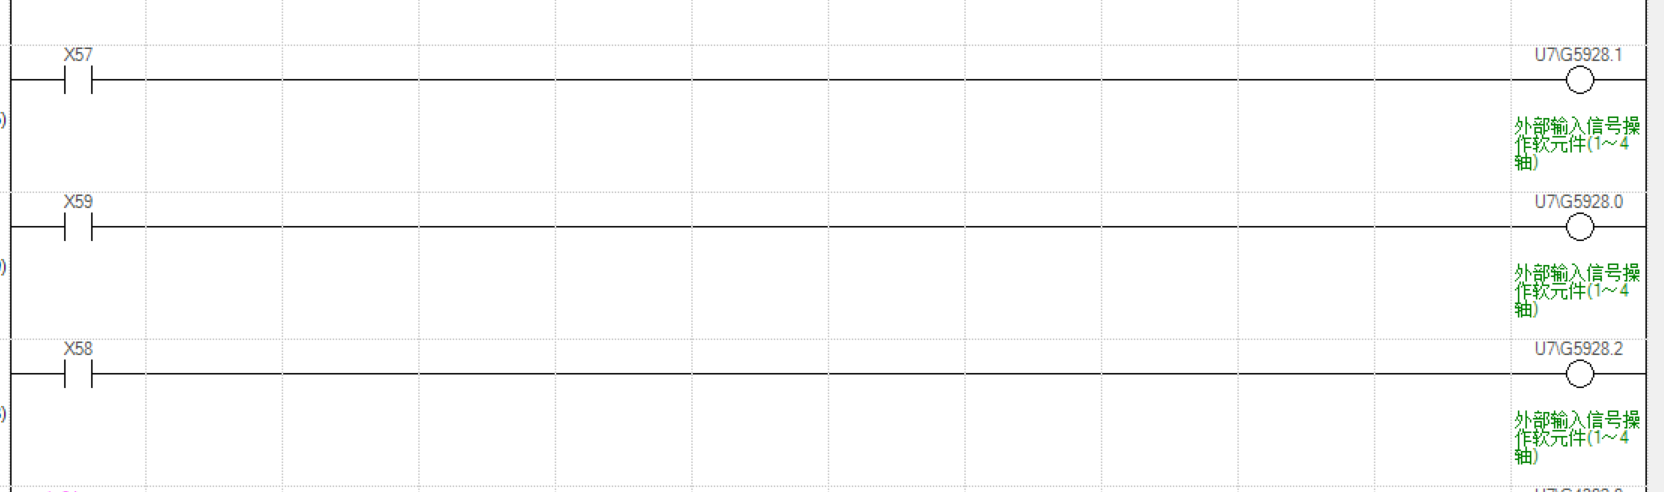 X57
U7\G5928.1
外部输入信号操
作软元件(1～4
轴)
X59
U7\G5928.0
外部输入信号操
作软元件(1～4
轴)
X58
U7\G5928.2
外部输入信号操
作软元件(1～4
轴)